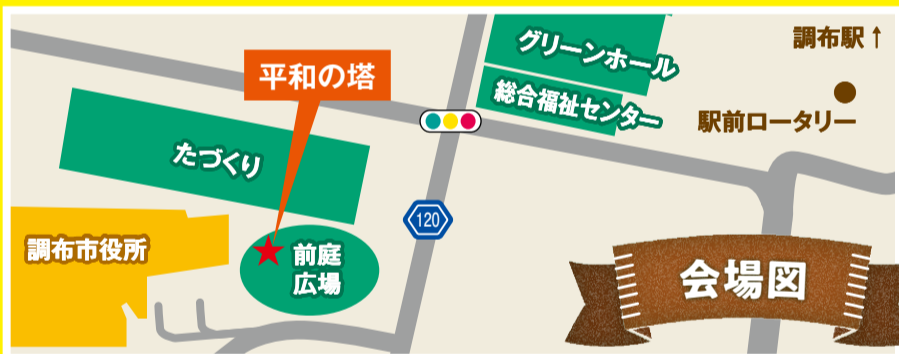 グリーンホール
調布駅↑
平和の塔
総合福祉センター
駅前ロータリー
たづくり
120
調布市役所
前庭
広場
会場図